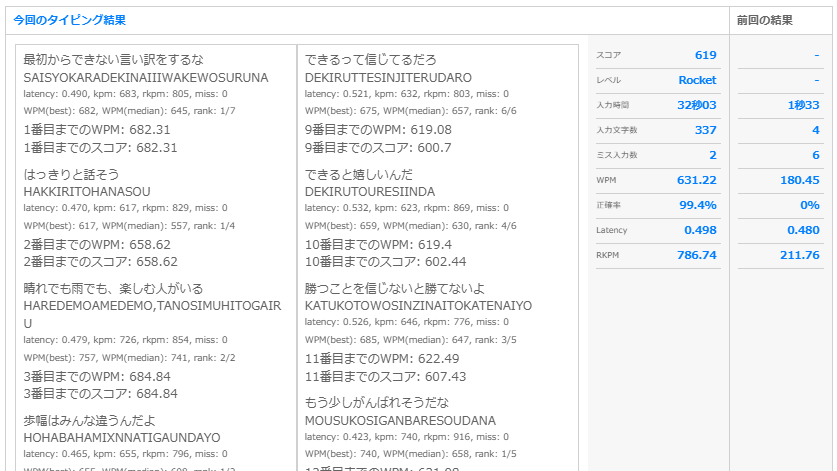 今回のタイピング結果
最初からできない言い訳をするな
SAISYOKARADEKINAIIIWAKEWOSURUNA
latency: 0.490, kpm: 683, rkpm: 805, miss: 0
WPM(best): 682, WPM(median): 645, rank: 1/7
1番目までのWPM: 682.31
1番目までのスコア: 682.31
はっきりと話そう
HAKKIRITOHANASOU
latency: 0.470, kpm: 617, rkpm: 829, miss: 0
WPM(best): 617, WPM(median): 557, rank: 1/4
2番目までのWPM: 658.62
2番目までのスコア: 658.62
晴れでも雨でも、楽しむ人がいる
HAREDEMOAMEDEMO,TANOSIMUHITOGAIR
U
latency: 0.479, kpm: 726, rkpm: 854, miss: 0
WPM(best): 757, WPM(median): 741, rank: 2/2
3番目までのWPM: 684.84
3番目までのスコア: 684.84
歩幅はみんな違うんだよ
HOHABAHAMIXNNATIGAUNDAYO
latency: 0.465, kpm: 655, rkpm: 796, miss: 0
できるって信じてるだろ
DEKIRUTTESINJITERUDARO
latency: 0.521, kpm: 632, rkpm: 803, miss: 0
WPM(best): 675, WPM(median): 657, rank: 6/6
9番目までのWPM: 619.08
9番目までのスコア: 600.7
できると嬉しいんだ
DEKIRUTOURESIINDA
latency: 0.532, kpm: 623, rkpm: 869, miss: 0
WPM(best): 659, WPM(median): 630, rank: 4/6
10番目までのWPM: 619.4
10番目までのスコア: 602.44
勝つことを信じないと勝てないよ
KATUKOTOWOSINZINAITOKATENAIYO
latency: 0.526, kpm: 646, rkpm: 776, miss: 0
WPM(best): 685, WPM(median): 647, rank: 3/5
11番目までのWPM: 622.49
11番目までのスコア: 607.43
もう少しがんばれそうだな
MOUSUKOSIGANBARESOUDANA
latency: 0.423, kpm: 740, rkpm: 916, miss: 0
WPM(best): 740, WPM(median): 658, rank: 1/5
前回の結果
スコア 619 -
レベル Rocket -
入力時間 32秒03 1秒33
入力文字数 337 4
ミス入力数 2 6
WPM 631.22 180.45
正確率 99.4% 0%
Latency 0.498 0.480
RKPM 786.74 211.76